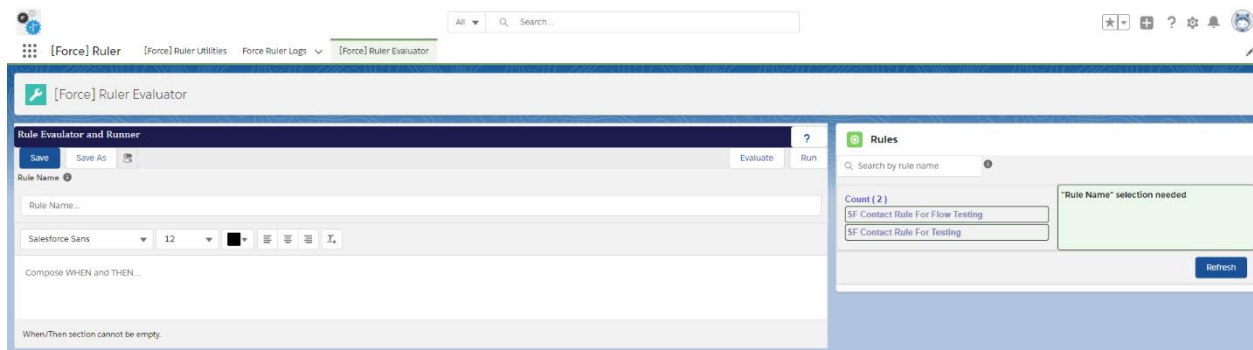 All
Search...
[Force] Ruler
[Force] Ruler Utilities
Force Ruler Logs
[Force] Ruler Evaluator
[Force] Ruler Evaluator
Rule Evaulator and Runner
?
Save
Save As
Evaluate
Run
Rule Name
Rule Name...
Salesforce Sans
12
Compose WHEN and THEN...
When/Then section cannot be empty.
Rules
Search by rule name
Count ( 2 )
SF Contact Rule For Flow Testing
SF Contact Rule For Testing
"Rule Name" selection needed
Refresh